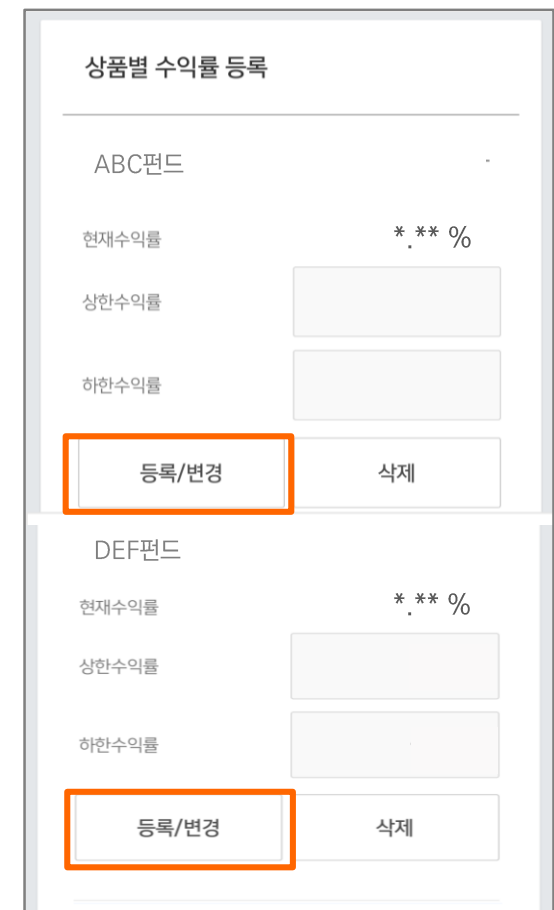 상품별 수익률 등록
ABC펀드 -
현재수익률 *.** %
상한수익률
하한수익률
등록/변경 삭제
DEF펀드
현재수익률 *.** %
상한수익률
하한수익률
등록/변경 삭제